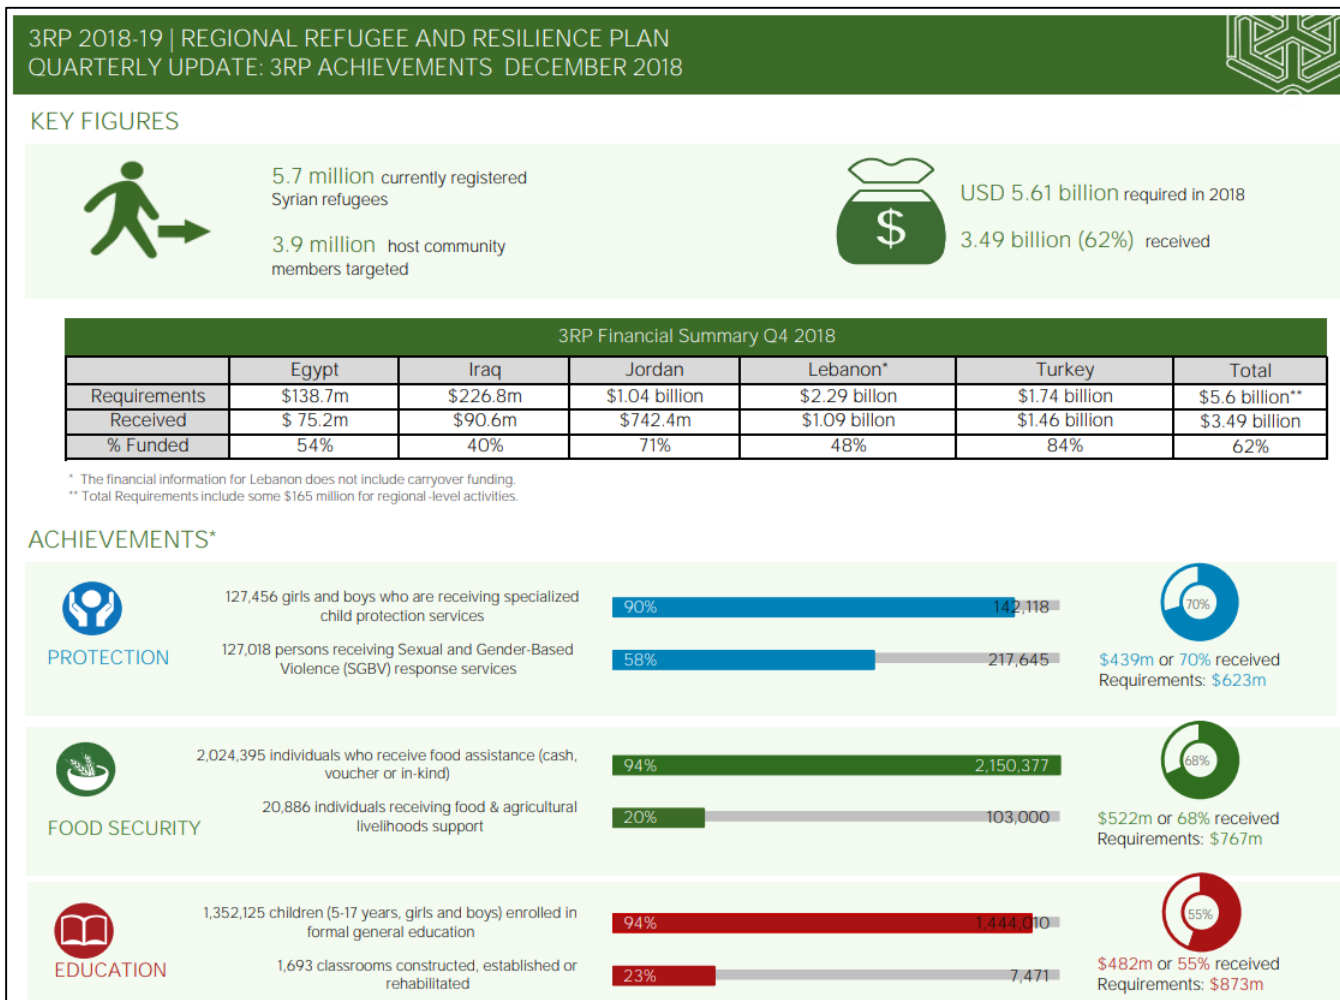 3RP 2018-19 | REGIONAL REFUGEE AND RESILIENCE PLAN
QUARTERLY UPDATE: 3RP ACHIEVEMENTS DECEMBER 2018
KEY FIGURES
5.7 million currently registered
Syrian refugees
3.9 million host community
members targeted
$
USD 5.61 billion required in 2018
3.49 billion (62%) received
3RP Financial Summary Q4 2018
Egypt Iraq Jordan Lebanon* Turkey Total
Requirements $138.7m $226.8m $1.04 billion $2.29 billon $1.74 billion $5.6 billion**
Received $ 75.2m $90.6m $742.4m $1.09 billon $1.46 billion $3.49 billion
% Funded 54% 40% 71% 48% 84% 62%
* The financial information for Lebanon does not include carryover funding.
** Total Requirements include some $165 million for regional-level activities.
ACHIEVEMENTS*
PROTECTION
127,456 girls and boys who are receiving specialized
child protection services
90% 142,118
127,018 persons receiving Sexual and Gender-Based
Violence (SGBV) response services
58% 217,645
70%
$439m or 70% received
Requirements: $623m
FOOD SECURITY
2,024,395 individuals who receive food assistance (cash,
voucher or in-kind)
94% 2,150,377
20,886 individuals receiving food & agricultural
livelihoods support
20% 103,000
68%
$522m or 68% received
Requirements: $767m
EDUCATION
1,352,125 children (5-17 years, girls and boys) enrolled in
formal general education
94% 1,444,010
1,693 classrooms constructed, established or
rehabilitated
23% 7,471
55%
$482m or 55% received
Requirements: $873m